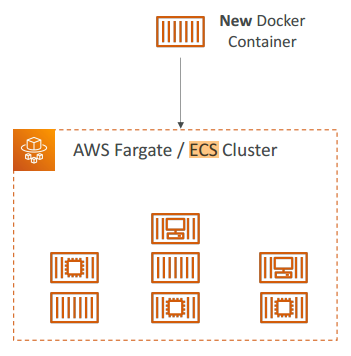 New Docker
Container
AWS Fargate / ECS Cluster